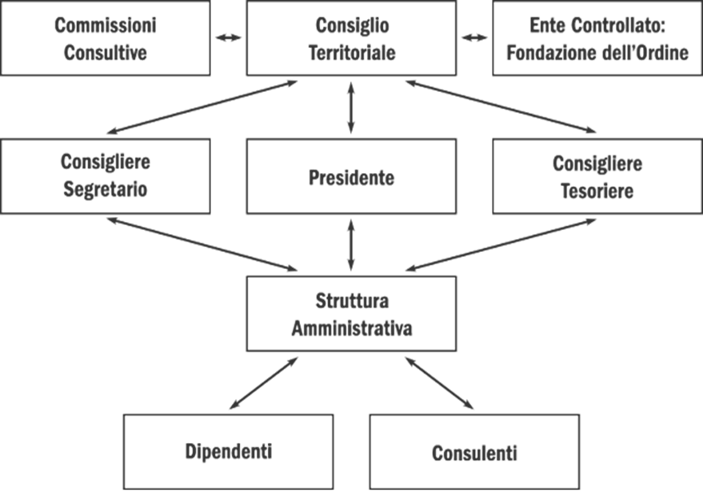 Commissioni
Consultive
Consiglio
Territoriale
Ente Controllato:
Fondazione dell'Ordine
Consigliere
Segretario
Presidente
Consigliere
Tesoriere
Struttura
Amministrativa
Dipendenti
Consulenti